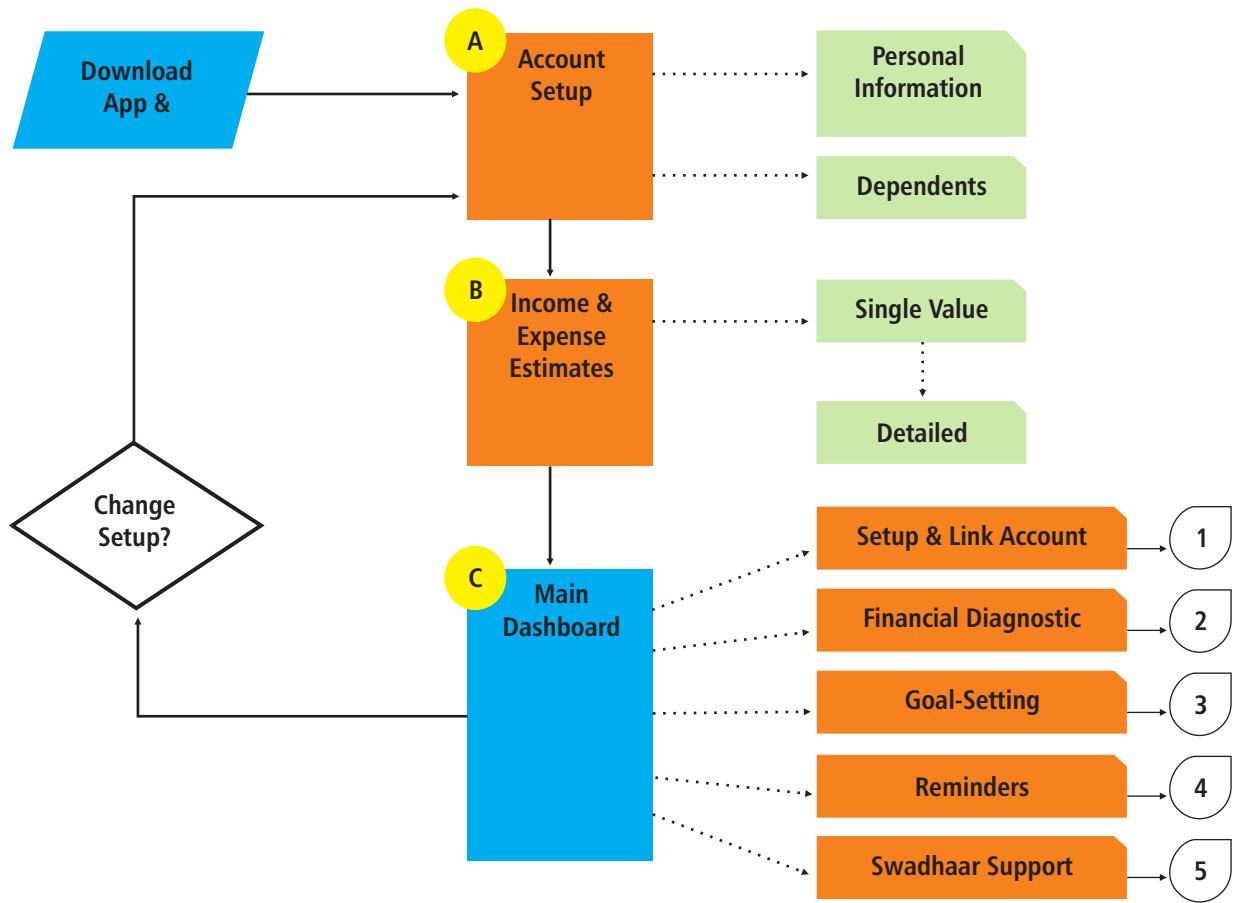 Download
App &
A
Account
Setup
Personal
Information
Dependents
B
Income &
Expense
Estimates
Single Value
Detailed
Change
Setup?
C
Main
Dashboard
Setup & Link Account
1
Financial Diagnostic
2
Goal-Setting
3
Reminders
4
Swadhaar Support
5